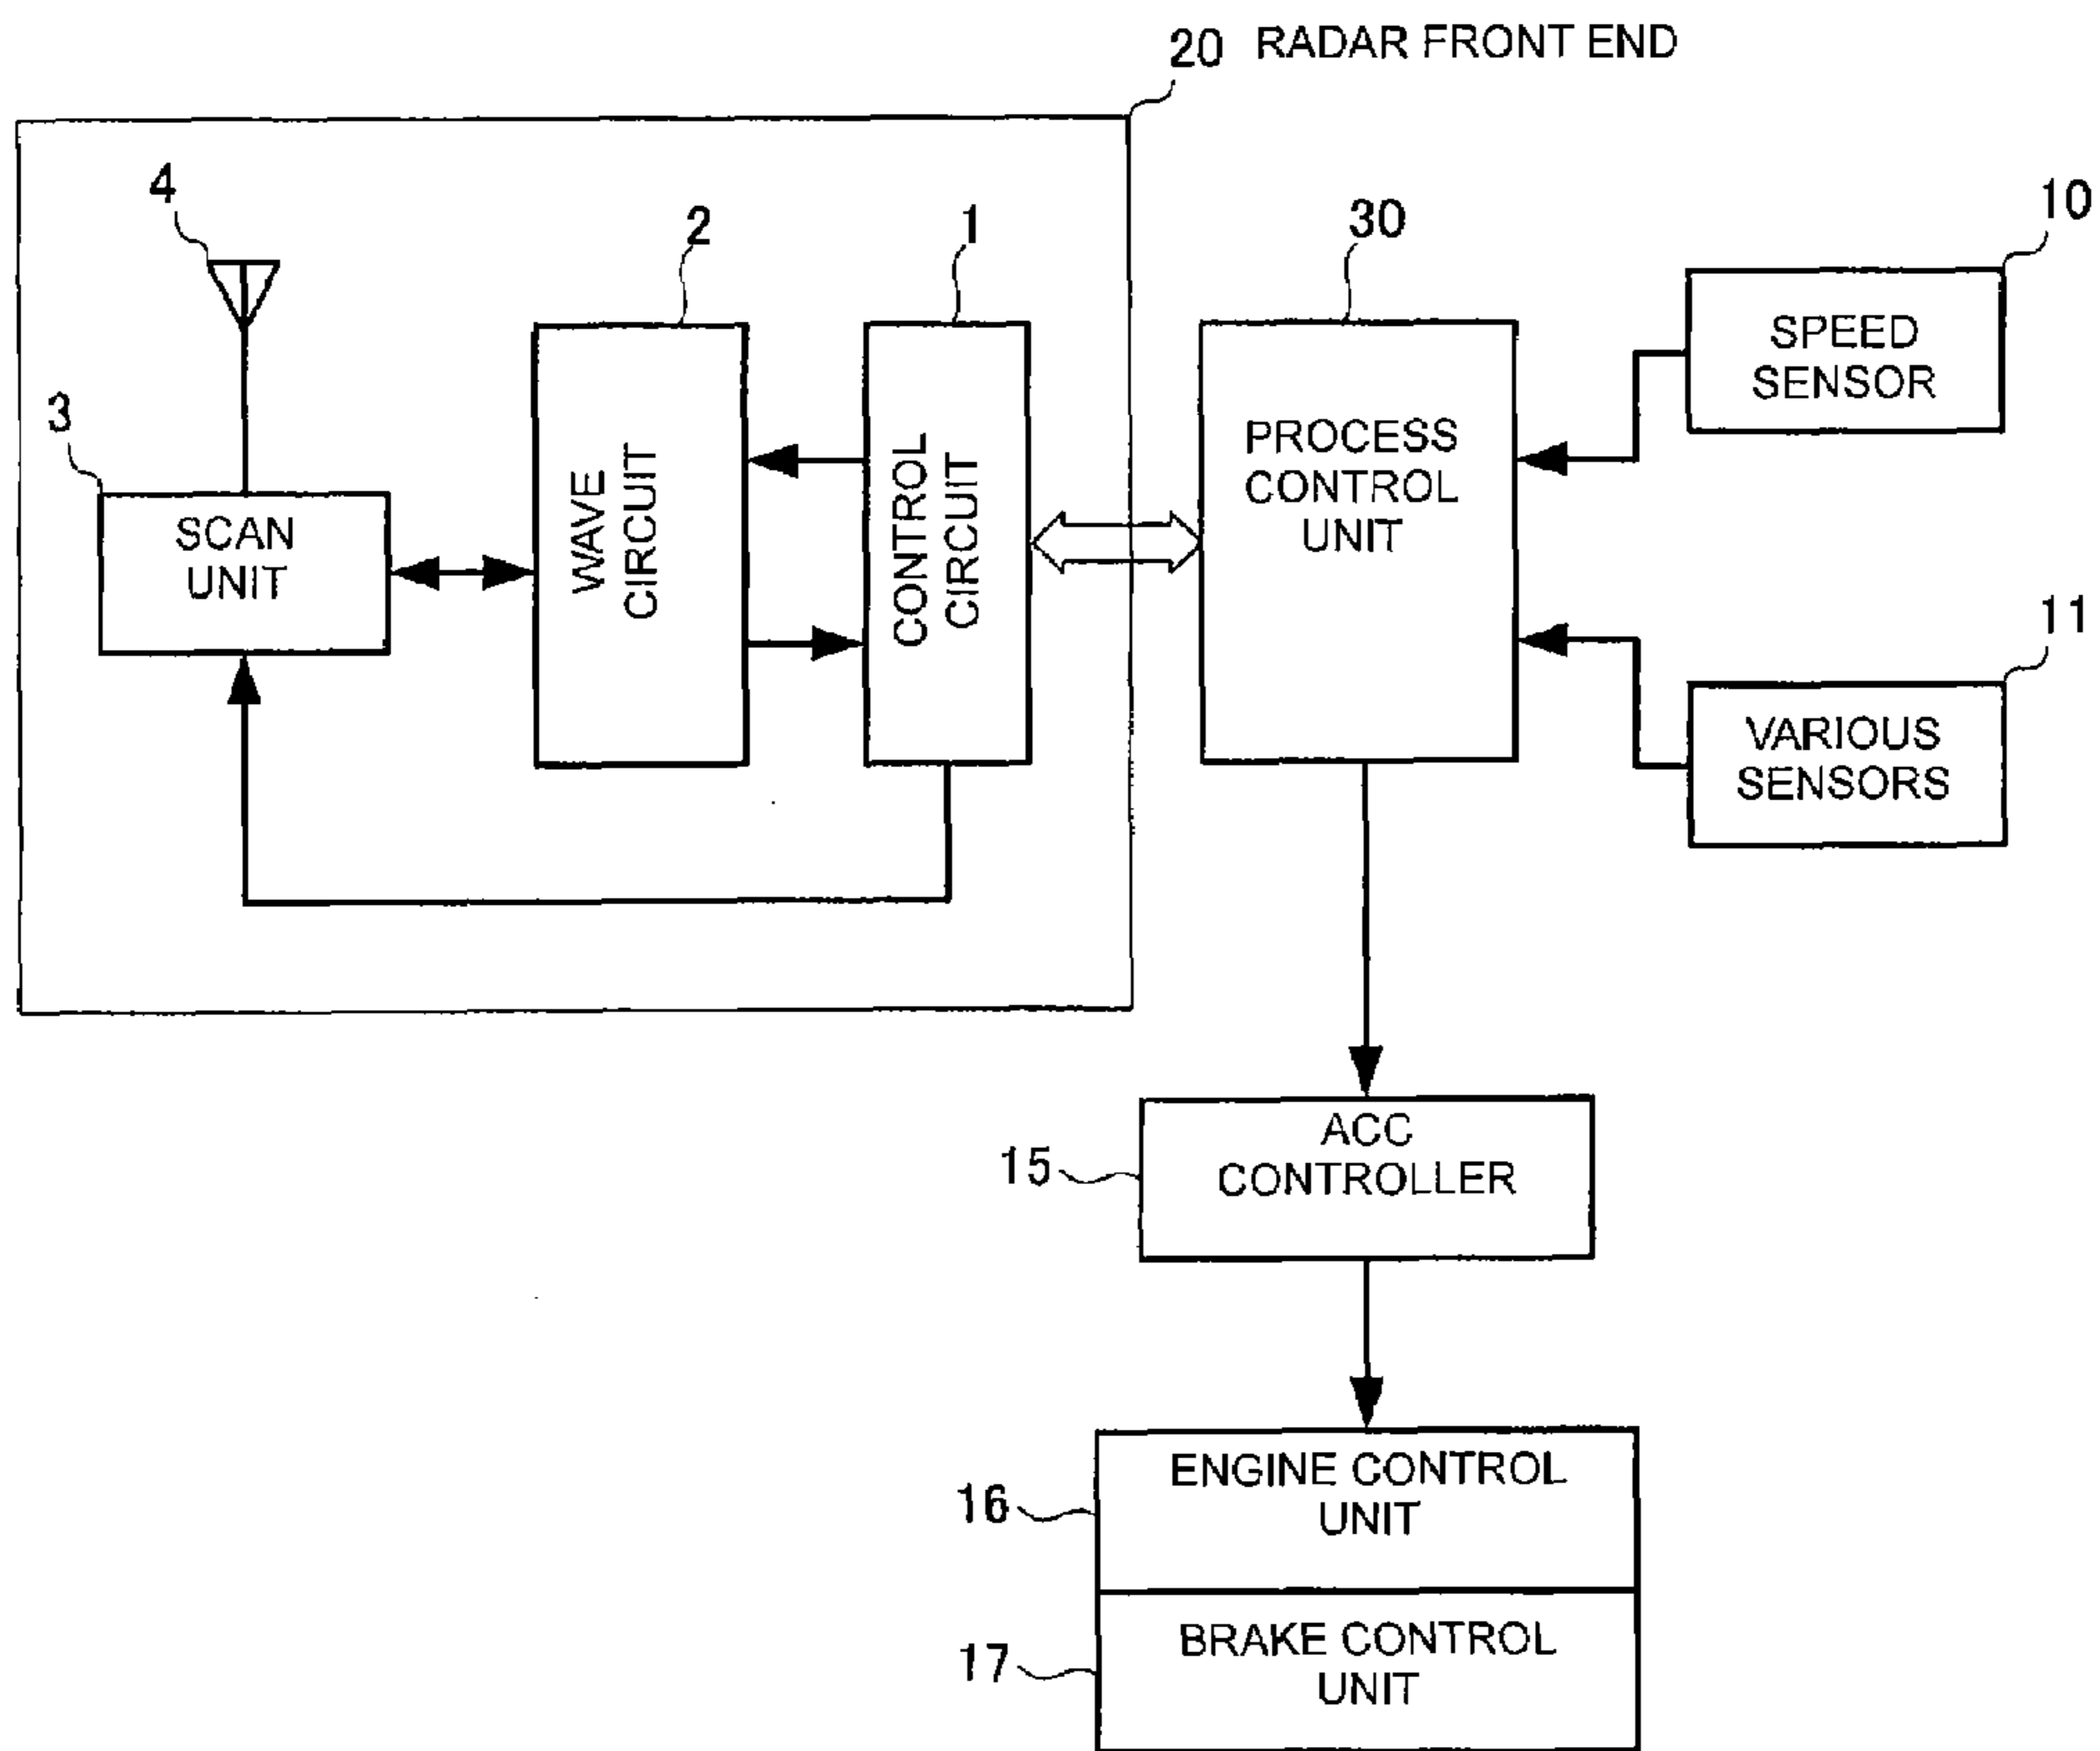 20 RADAR FRONT END
4
2
1
30
10
SPEED
SENSOR
3
SCAN
UNIT
WAVE
CIRCUIT
CONTROL
CIRCUIT
PROCESS
CONTROL
UNIT
11
VARIOUS
SENSORS
15
ACC
CONTROLLER
16
ENGINE CONTROL
UNIT
17
BRAKE CONTROL
UNIT